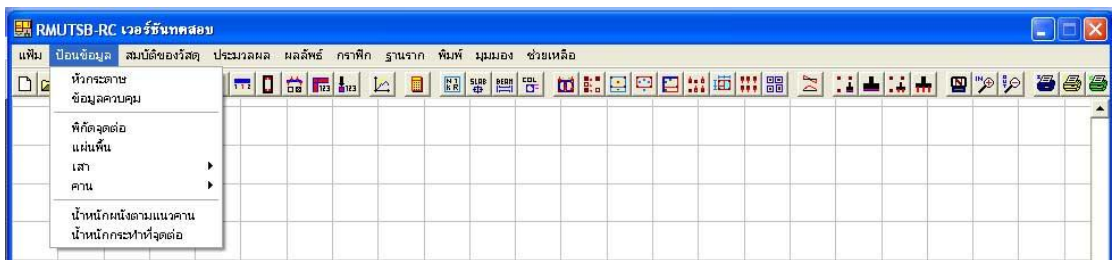 RMUTSB-RC เวอร์ชันทดสอบ
แฟ้ม ป้อนข้อมูล สมบัติของวัสดุ ประมวลผล ผลลัพธ์ กราฟิก ฐานราก พิมพ์ มุมมอง ช่วยเหลือ
123 123 SLAB BEAM COL
หัวกระดาษ
ข้อมูลควบคุม
พิกัดจุดต่อ
แผ่นพื้น
เสา
คาน
น้ำหนักผนังตามแนวคาน
น้ำหนักกระทำที่จุดต่อ